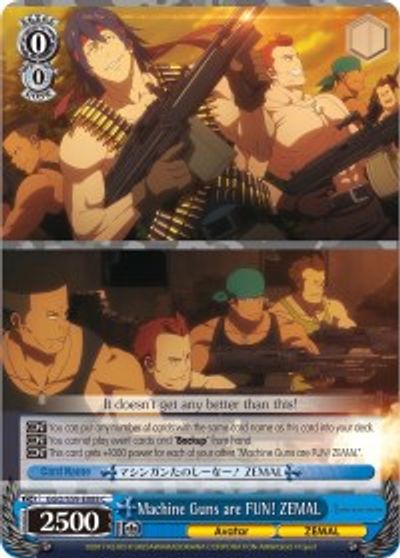 0
0
It doesn't get any better than this!
CONT You can put any number of cards with the same card name as this card into your deck.
CONT You cannot play event cards and "Backup" from hand.
CONT This card gets +1000 power for each of your other "Machine Guns are FUN! ZEMAL".
Card Name マシンガンたのしーなー! ZEMAL
Machine Guns are FUN! ZEMAL
2500
Avatar
ZEMAL